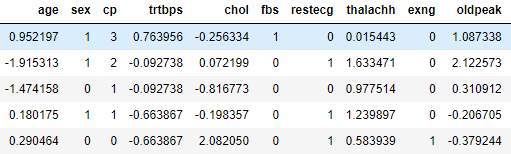 age sex cp trtbps chol fbs restecg thalachh exng oldpeak
0.952197 1 3 0.763956 -0.256334 1 0 0.015443 0 1.087338
-1.915313 1 2 -0.092738 0.072199 0 1 1.633471 0 2.122573
-1.474158 0 1 -0.092738 -0.816773 0 0 0.977514 0 0.310912
0.180175 1 1 -0.663867 -0.198357 0 1 1.239897 0 -0.206705
0.290464 0 0 -0.663867 2.082050 0 1 0.583939 1 -0.379244